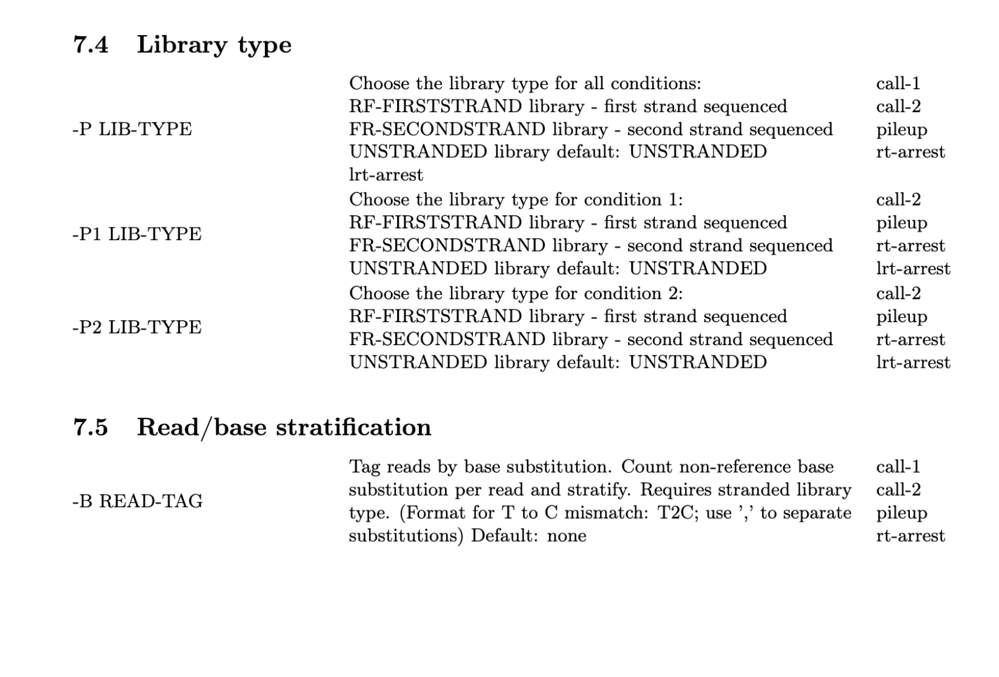 7.4 Library type
Choose the library type for all conditions: call-1
RF-FIRSTSTRAND library - first strand sequenced call-2
-P LIB-TYPE FR-SECONDSTRAND library - second strand sequenced pileup
UNSTRANDED library default: UNSTRANDED rt-arrest
lrt-arrest
Choose the library type for condition 1: call-2
RF-FIRSTSTRAND library - first strand sequenced pileup
-P1 LIB-TYPE
FR-SECONDSTRAND library - second strand sequenced rt-arrest
UNSTRANDED library default: UNSTRANDED lrt-arrest
Choose the library type for condition 2: call-2
RF-FIRSTSTRAND library - first strand sequenced pileup
-P2 LIB-TYPE
FR-SECONDSTRAND library - second strand sequenced rt-arrest
UNSTRANDED library default: UNSTRANDED lrt-arrest
7.5 Read/base stratification
Tag reads by base substitution. Count non-reference base call-1
substitution per read and stratify. Requires stranded library call-2
-B READ-TAG
type. (Format for T to C mismatch: T2C; use ’,’ to separate pileup
substitutions) Default: none rt-arrest